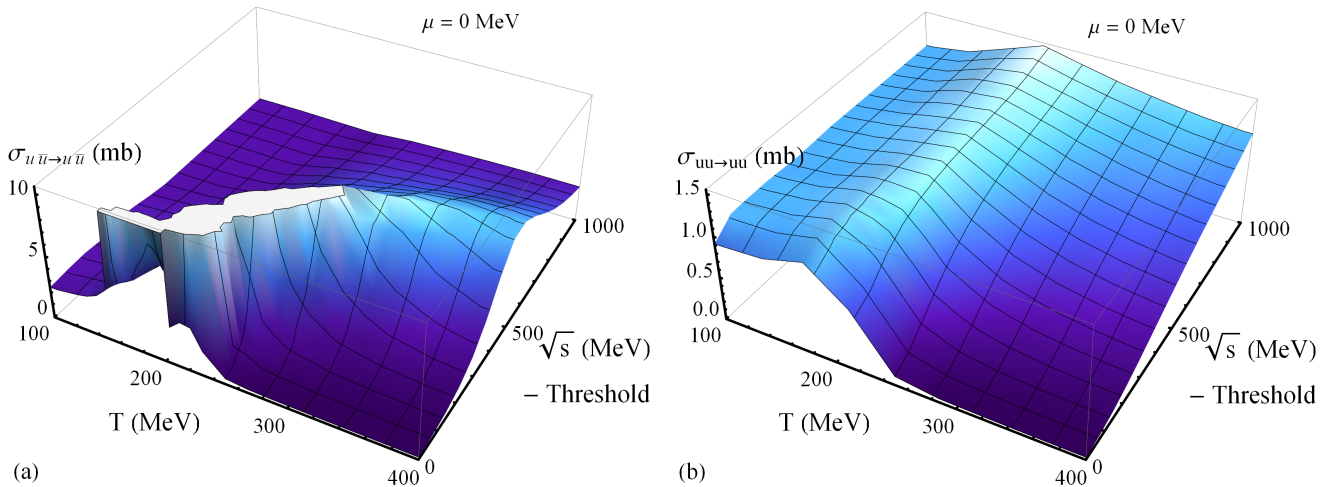 μ = 0 MeV
σ u ū→u ū (mb)
10
5
0
100
200
300
400
T (MeV)
0
500
1000
√s (MeV)
– Threshold
(a)
μ = 0 MeV
σ uu→uu (mb)
1.5
1.0
0.5
0.0
100
200
300
400
T (MeV)
0
500
1000
√s (MeV)
– Threshold
(b)